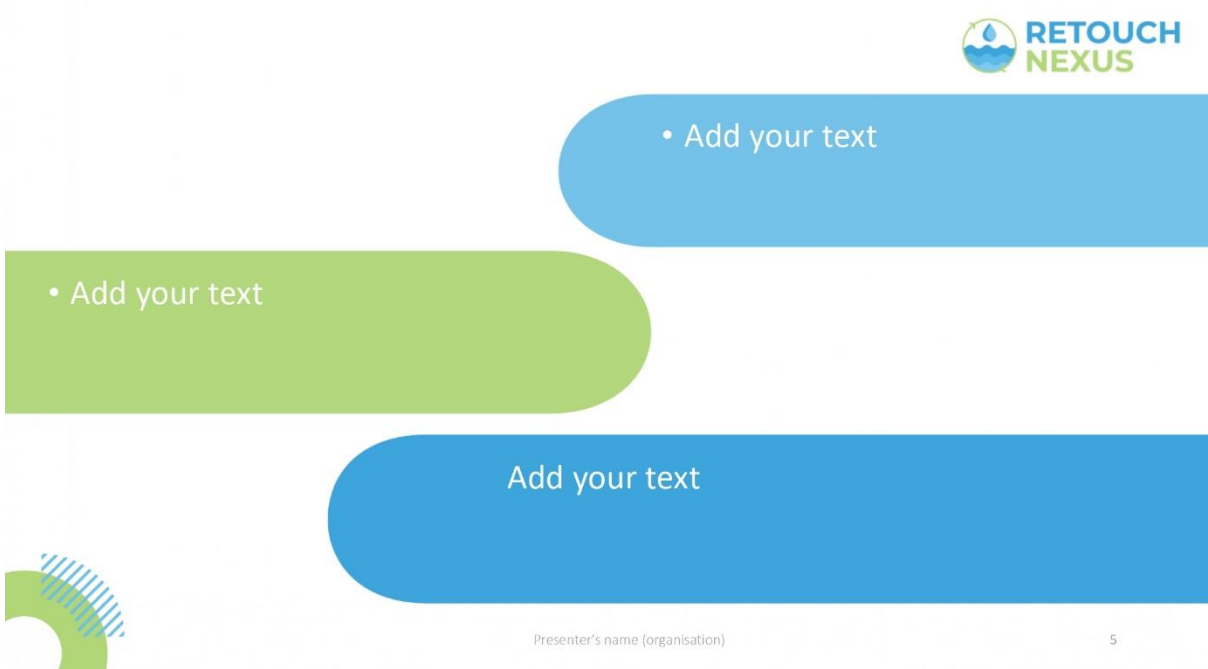 RETOUCH
NEXUS
• Add your text
• Add your text
Add your text
Presenter's name (organisation)
5